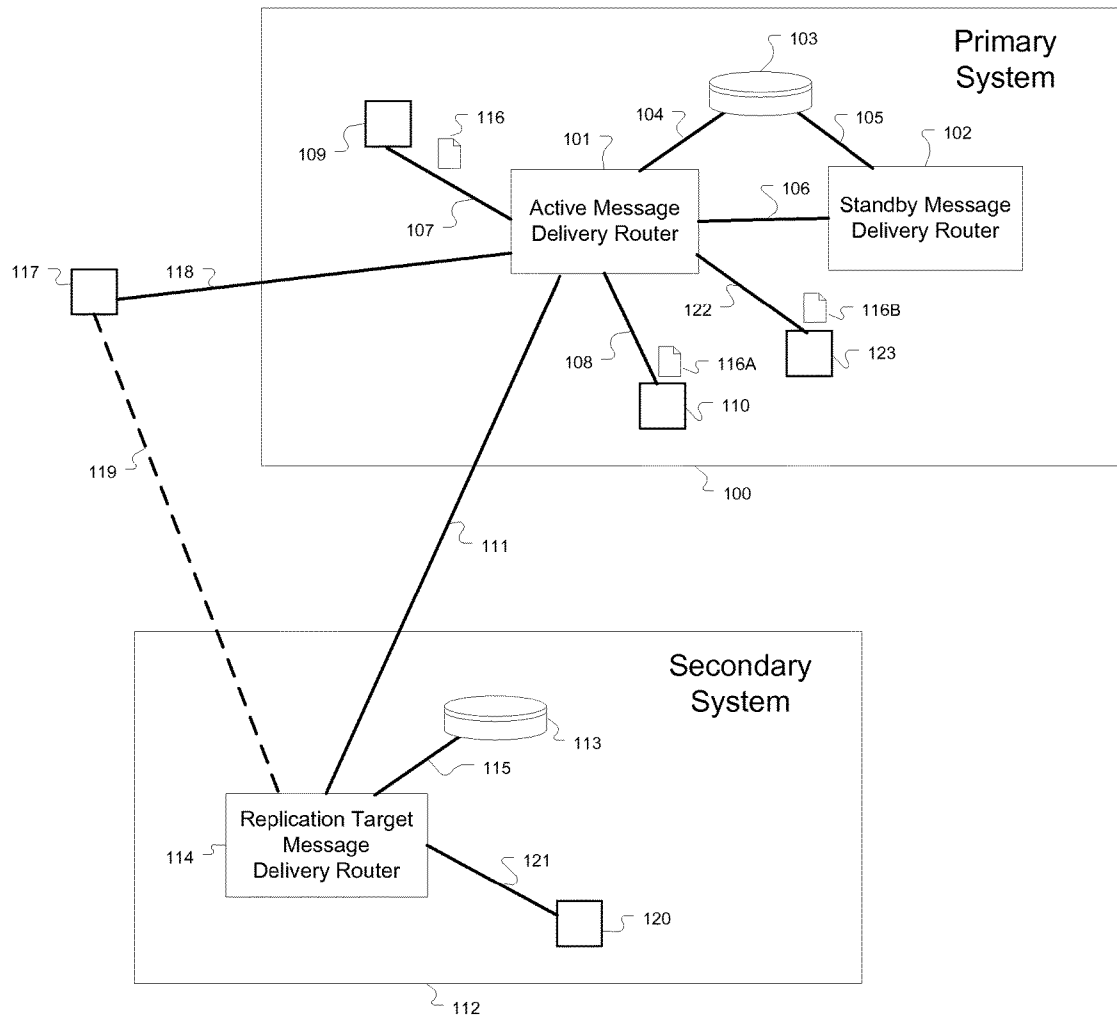 Primary
System
103
116
104
105
101
102
109
Active Message
Delivery Router
106
Standby Message
Delivery Router
107
117
118
122
116B
108
116A
123
110
119
100
111
Secondary
System
113
115
Replication Target
Message
Delivery Router
114
121
120
112